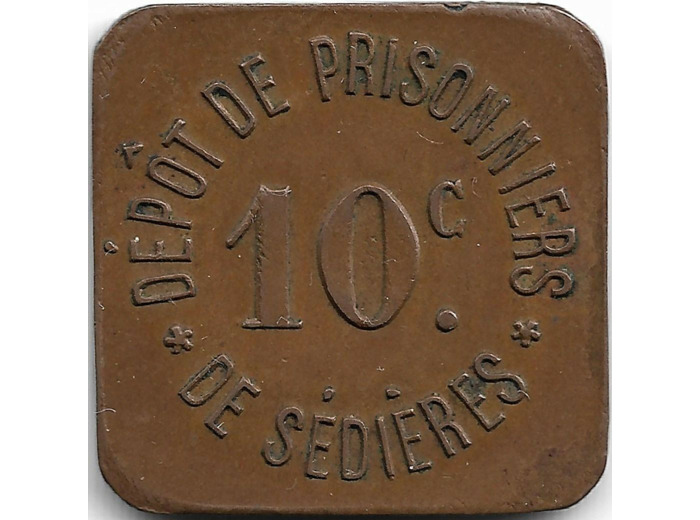 DÉPÔT DE PRISONNIERS
10 c.
* DE SÉDIÈRES *